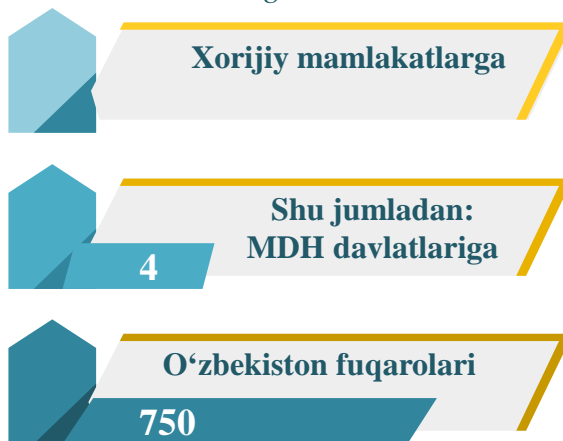 Xorijiy mamlakatlarga
Shu jumladan:
MDH davlatlariga
4
O‘zbekiston fuqarolari
750